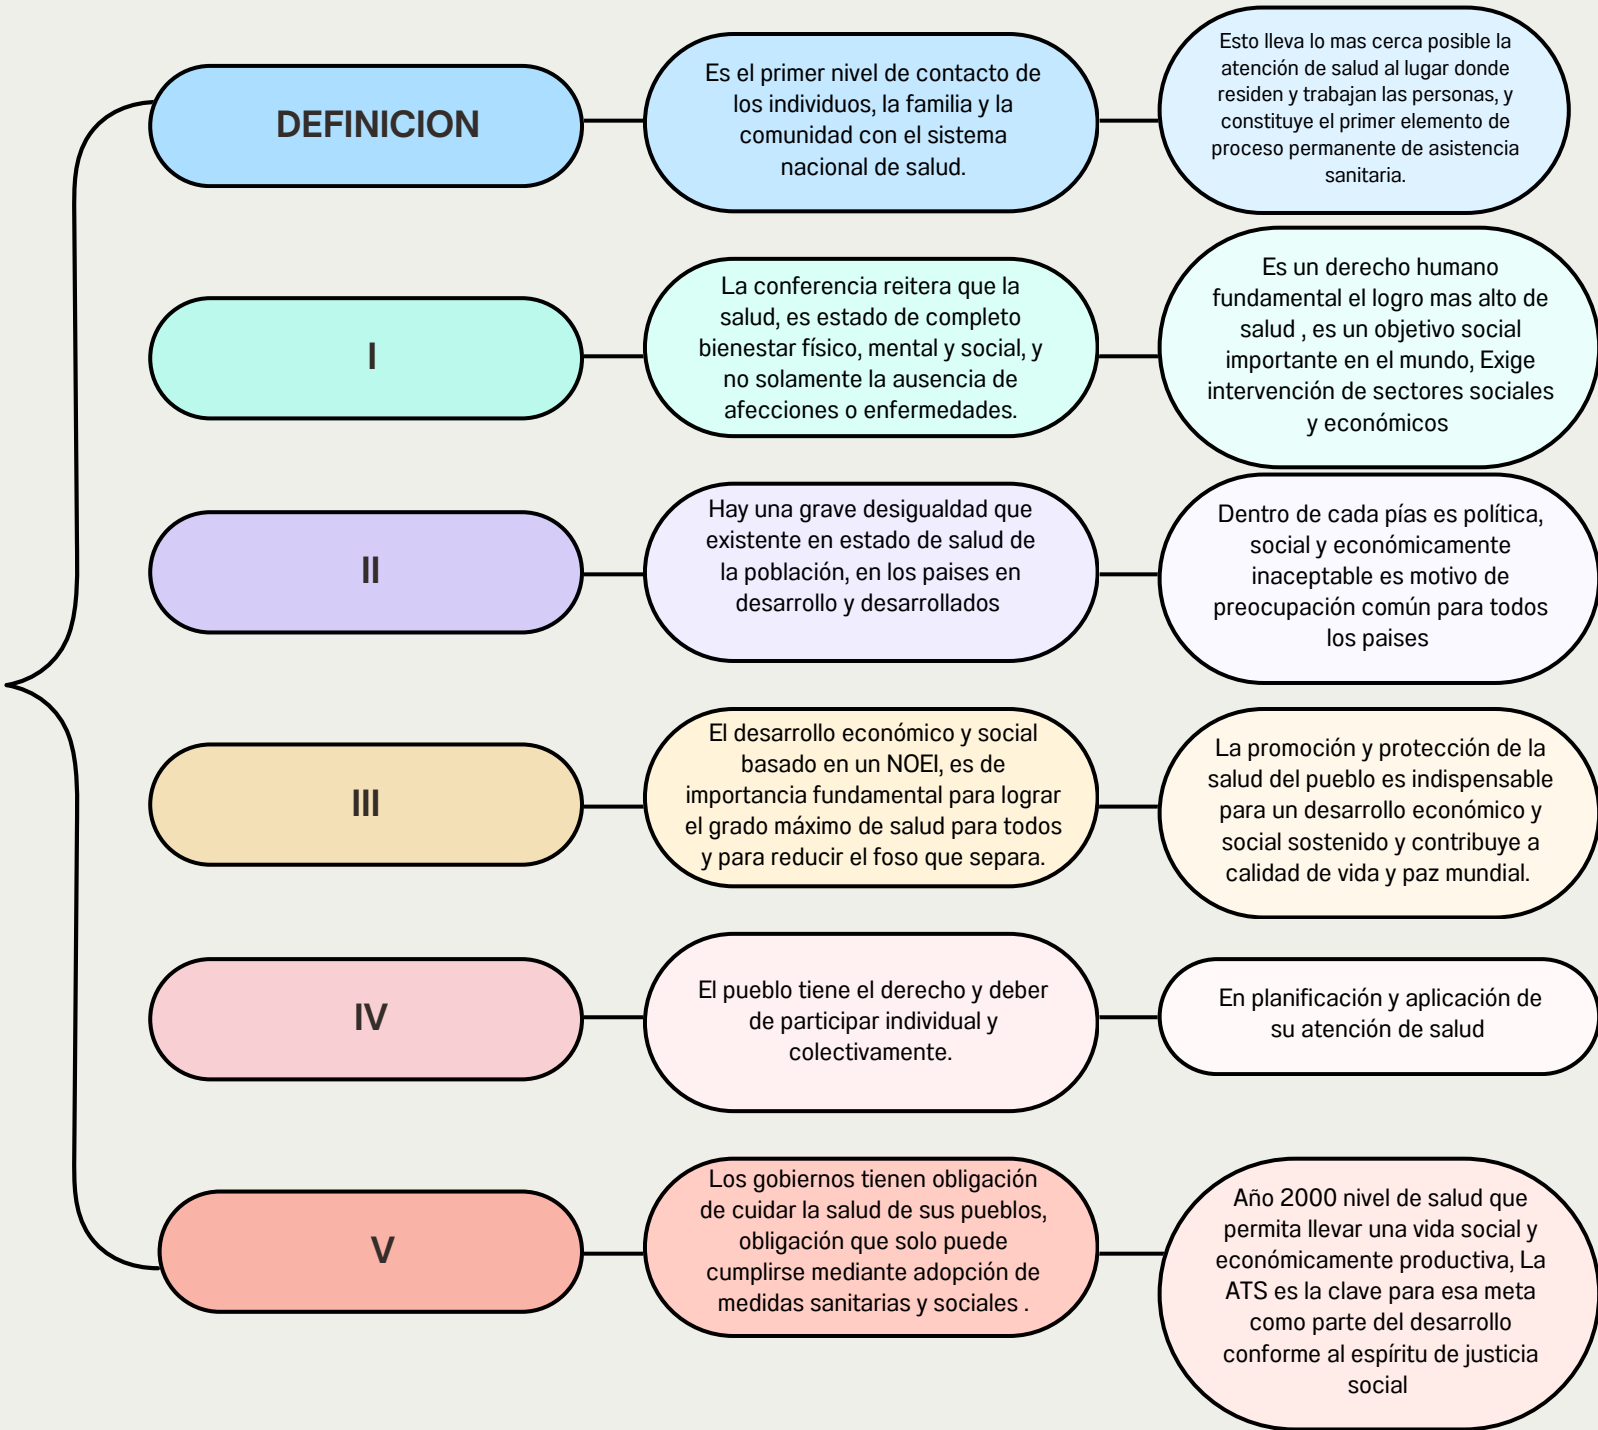 DEFINICION
Es el primer nivel de contacto de
los individuos, la familia y la
comunidad con el sistema
nacional de salud.
Esto lleva lo mas cerca posible la
atención de salud al lugar donde
residen y trabajan las personas, y
constituye el primer elemento de
proceso permanente de asistencia
sanitaria.
I
La conferencia reitera que la
salud, es estado de completo
bienestar físico, mental y social, y
no solamente la ausencia de
afecciones o enfermedades.
Es un derecho humano
fundamental el logro mas alto de
salud , es un objetivo social
importante en el mundo, Exige
intervención de sectores sociales
y económicos
II
Hay una grave desigualdad que
existente en estado de salud de
la población, en los paises en
desarrollo y desarrollados
Dentro de cada pías es política,
social y económicamente
inaceptable es motivo de
preocupación común para todos
los paises
III
El desarrollo económico y social
basado en un NOEI, es de
importancia fundamental para lograr
el grado máximo de salud para todos
y para reducir el foso que separa.
La promoción y protección de la
salud del pueblo es indispensable
para un desarrollo económico y
social sostenido y contribuye a
calidad de vida y paz mundial.
IV
El pueblo tiene el derecho y deber
de participar individual y
colectivamente.
En planificación y aplicación de
su atención de salud
V
Los gobiernos tienen obligación
de cuidar la salud de sus pueblos,
obligación que solo puede
cumplirse mediante adopción de
medidas sanitarias y sociales .
Año 2000 nivel de salud que
permita llevar una vida social y
económicamente productiva, La
ATS es la clave para esa meta
como parte del desarrollo
conforme al espíritu de justicia
social